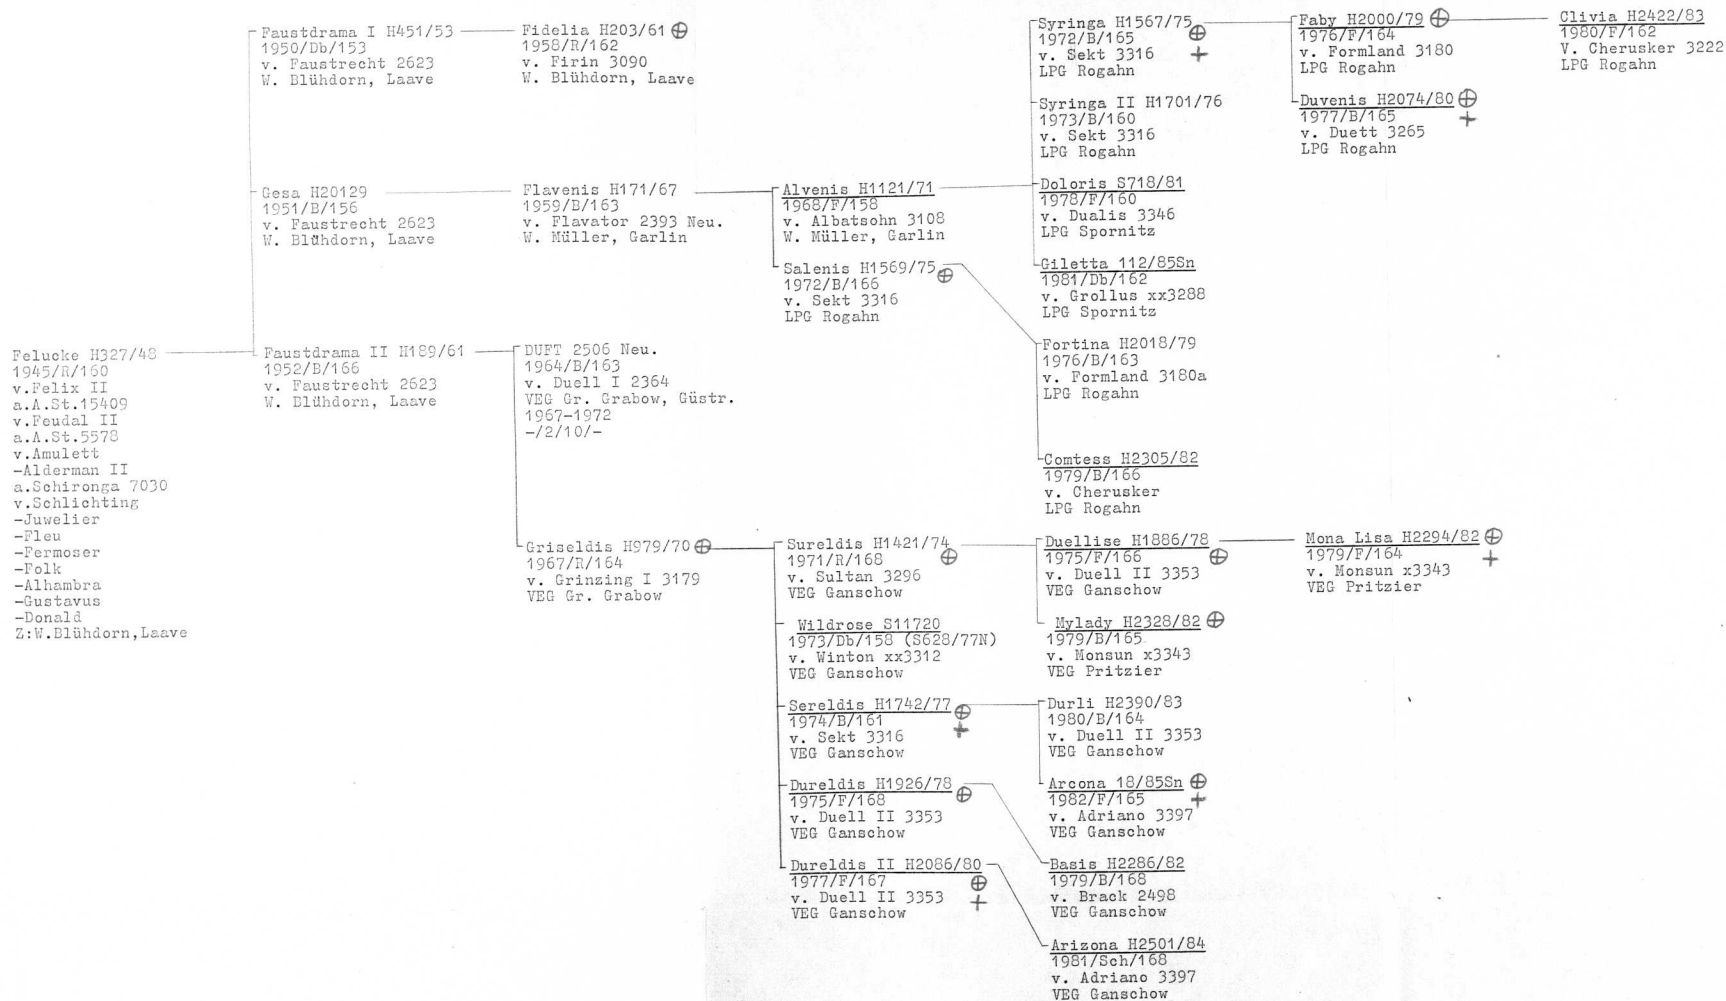 Felucke H327/48
1945/R/160
v.Felix II
a.A.St.15409
v.Feudal II
a.A.St.5578
v.Amulett
-Alderman II
a.Schironga 7030
v.Schlichting
-Juwelier
-Fleu
-Fermoser
-Folk
-Alhambra
-Gustavus
-Donald
Z:W.Blühdorn,Laave
Faustdrama I H451/53
1950/Db/153
v. Faustrecht 2623
W. Blühdorn, Laave
Gesa H20129
1951/B/156
v. Faustrecht 2623
W. Blühdorn, Laave
Faustdrama II H189/61
1952/B/166
v. Faustrecht 2623
W. Blühdorn, Laave
Fidelia H203/61 ⊕
1958/R/162
v. Firin 3090
W. Blühdorn, Laave
Flavenis H171/67
1959/B/163
v. Flavator 2393 Neu.
W. Müller, Garlin
DUFT 2506 Neu.
1964/B/163
v. Duell I 2364
VEG Gr. Grabow, Güstr.
1967-1972
-/2/10/-
Griseldis H979/70 ⊕
1967/R/164
v. Grinzing I 3179
VEG Gr. Grabow
Alvenis H1121/71
1968/F/158
v. Albatsohn 3108
W. Müller, Garlin
Salenis H1569/75 ⊕
1972/B/166
v. Sekt 3316
LPG Rogahn
Sureldis H1421/74 ⊕
1971/R/168
v. Sultan 3296
VEG Ganschow
Wildrose S11720
1973/Db/158 (S628/77N)
v. Winton xx3312
VEG Ganschow
Sereldis H1742/77 ⊕
1974/B/161 +
v. Sekt 3316
VEG Ganschow
Dureldis H1926/78 ⊕
1975/F/168
v. Duell II 3353
VEG Ganschow
Dureldis II H2086/80
1977/F/167 ⊕
v. Duell II 3353 +
VEG Ganschow
Syringa H1567/75
1972/B/165 ⊕
v. Sekt 3316 +
LPG Rogahn
Syringa II H1701/76
1973/B/160
v. Sekt 3316
LPG Rogahn
Doloris S718/81
1978/F/160
v. Dualis 3346
LPG Spornitz
Giletta 112/85Sn
1981/Db/162
v. Grollus xx3288
LPG Spornitz
Fortina H2018/79
1976/B/163
v. Formland 3180a
LPG Rogahn
Comtess H2305/82
1979/B/166
v. Cherusker
LPG Rogahn
Duellise H1886/78
1975/F/166 ⊕
v. Duell II 3353
VEG Ganschow
Mylady H2328/82 ⊕
1979/B/165
v. Monsun x3343
VEG Pritzier
Durli H2390/83
1980/B/164
v. Duell II 3353
VEG Ganschow
Arcona 18/85Sn ⊕
1982/F/165 +
v. Adriano 3397
VEG Ganschow
Basis H2286/82
1979/B/168
v. Brack 2498
VEG Ganschow
Arizona H2501/84
1981/Sch/168
v. Adriano 3397
VEG Ganschow
Faby H2000/79 ⊕
1976/F/164
v. Formland 3180
LPG Rogahn
Duvenis H2074/80 ⊕
1977/B/165 +
v. Duett 3265
LPG Rogahn
Mona Lisa H2294/82 ⊕
1979/F/164 +
v. Monsun x3343
VEG Pritzier
Clivia H2422/83
1980/F/162
V. Cherusker 3222
LPG Rogahn